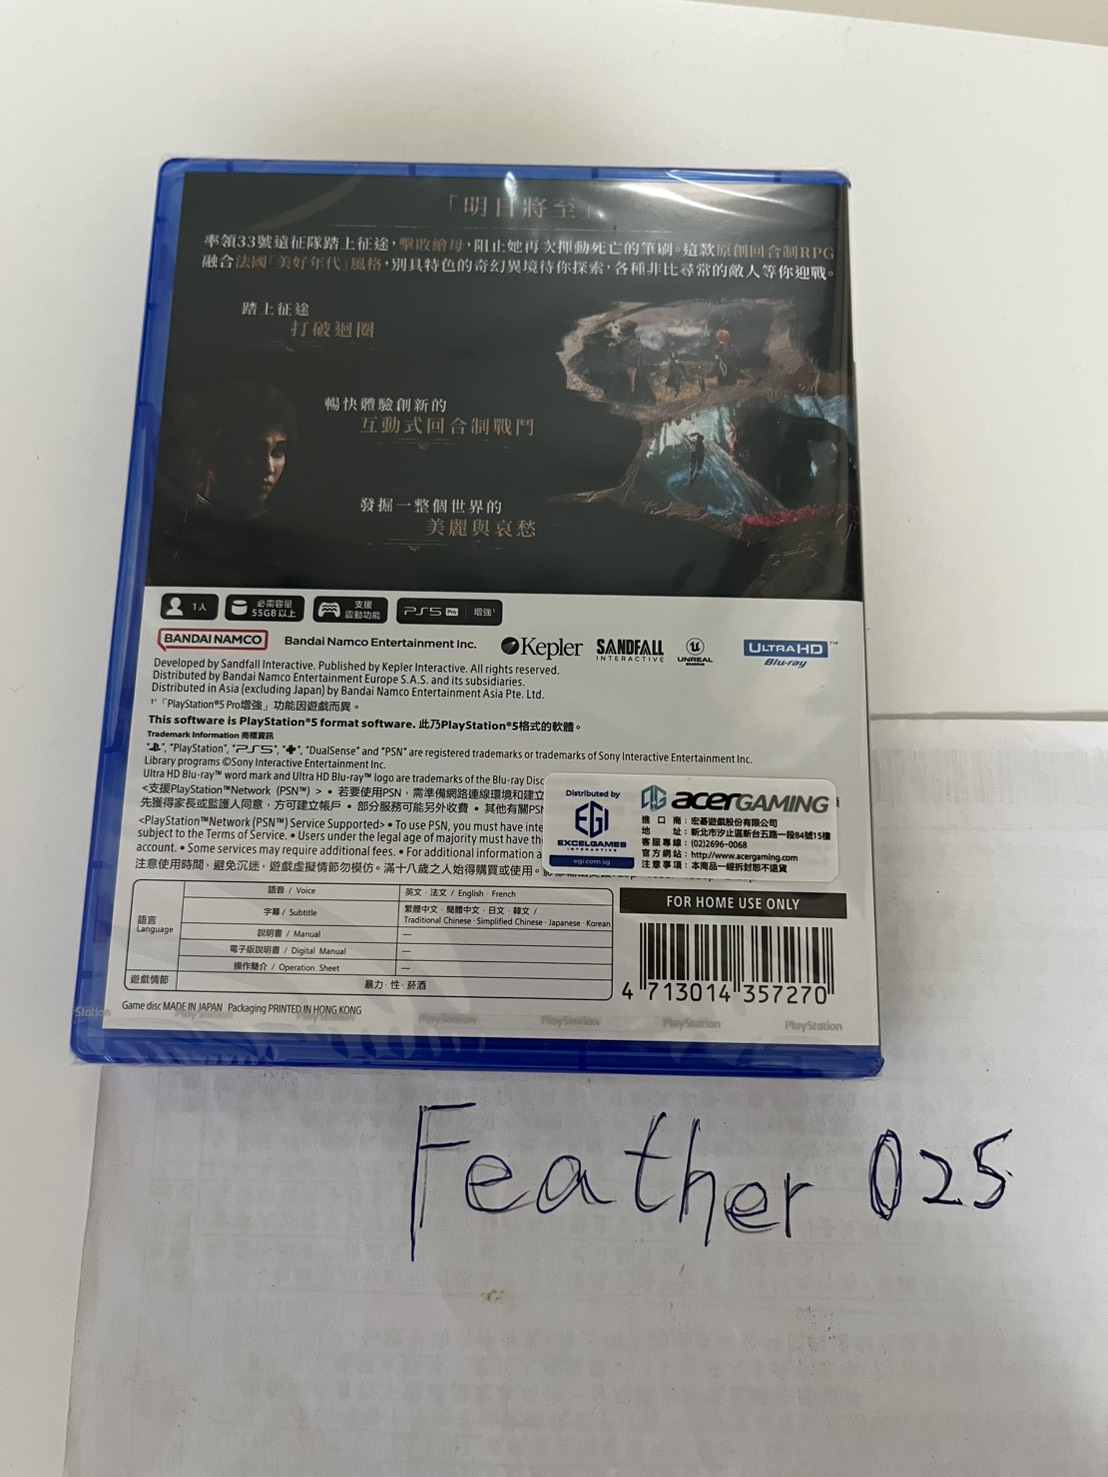 「明日將至」
率領33號遠征隊踏上征途，擊敗繪母，阻止她再次揮動死亡的筆刷。這款原創回合制RPG
融合法國「美好年代」風格，別具特色的奇幻異境待你探索，各種非比尋常的敵人等你迎戰。
踏上征途
打破迴圈
暢快體驗創新的
互動式回合制戰鬥
發掘一整個世界的
美麗與哀愁
1人 必需容量 55GB以上 支援 震動功能 PS5 Pro 增強¹
BANDAI NAMCO Bandai Namco Entertainment Inc. Kepler SANDFALL INTERACTIVE UNREAL ULTRA HD Blu-ray™
Developed by Sandfall Interactive. Published by Kepler Interactive. All rights reserved.
Distributed by Bandai Namco Entertainment Europe S.A.S. and its subsidiaries.
Distributed in Asia (excluding Japan) by Bandai Namco Entertainment Asia Pte. Ltd.
¹「PlayStation®5 Pro增強」功能因遊戲而異。
This software is PlayStation®5 format software. 此乃PlayStation®5格式的軟體。
Trademark Information 商標資訊
"PlayStation", "PS5", "DualSense" and "PSN" are registered trademarks or trademarks of Sony Interactive Entertainment Inc.
Library programs ©Sony Interactive Entertainment Inc.
Ultra HD Blu-ray™ word mark and Ultra HD Blu-ray™ logo are trademarks of the Blu-ray Disc
<支援PlayStation™Network (PSN™) > • 若要使用PSN，需準備網路連線環境和建立
先獲得家長或監護人同意，方可建立帳戶 • 部分服務可能另外收費 • 其他有關PSN
<PlayStation™Network (PSN™) Service Supported> • To use PSN, you must have inte
subject to the Terms of Service. • Users under the legal age of majority must have th
account. • Some services may require additional fees. • For additional information a
注意使用時間，避免沉迷，遊戲虛擬情節勿模仿。滿十八歲之人始得購買或使用。
Distributed by
EGI
EXCELGAMES
INTERACTIVE
egi.com.sg
acerGAMING
進口商：宏碁遊戲股份有限公司
地址：新北市汐止區新台五路一段84號15樓
客服專線：(02)2696-0068
官方網站：http://www.acergaming.com
注意事項：本商品一經拆封恕不退貨
語言 Language
語音 / Voice 英文 · 法文 / English · French
字幕 / Subtitle 繁體中文 · 簡體中文 · 日文 · 韓文 /
Traditional Chinese · Simplified Chinese · Japanese · Korean
說明書 / Manual —
電子版說明書 / Digital Manual —
操作簡介 / Operation Sheet —
遊戲情節 暴力 · 性 · 菸酒
FOR HOME USE ONLY
4 713014 357270
Game disc MADE IN JAPAN Packaging PRINTED IN HONG KONG
Station PlayStation PlayStation PlayStation PlayStation PlayStation PlayStation
Feather 025